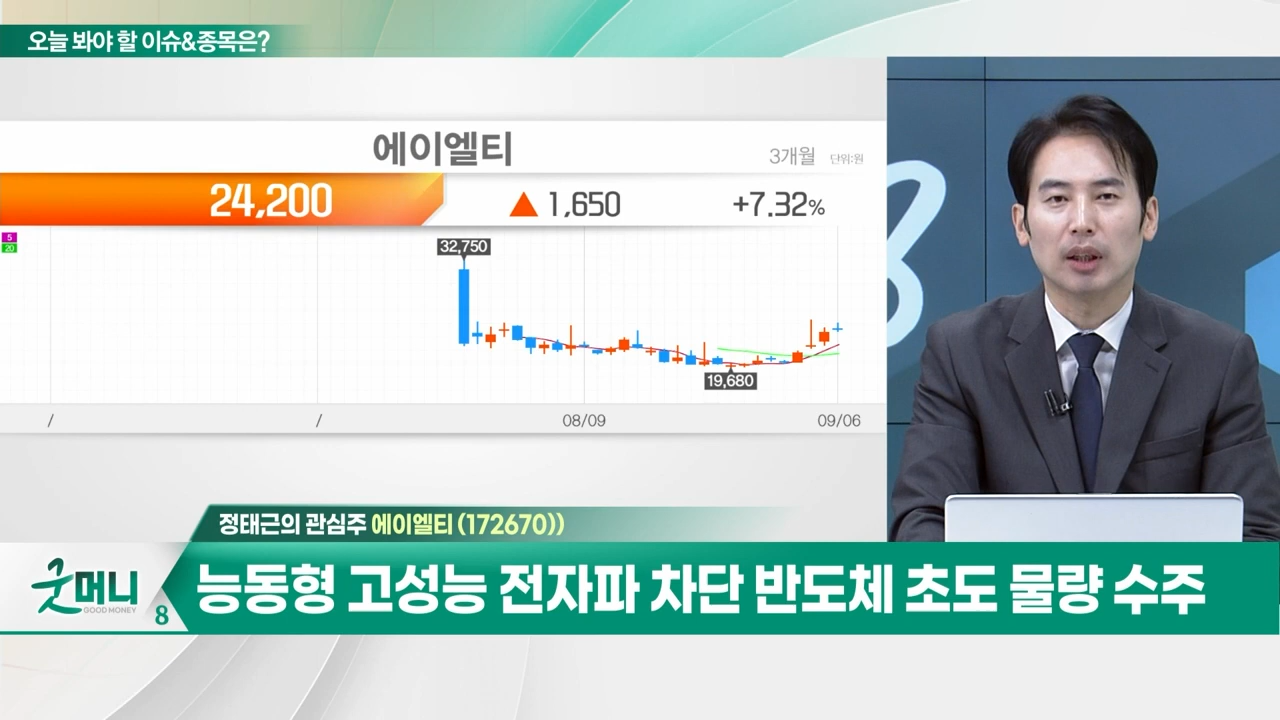 오늘 봐야 할 이슈&종목은?
에이엘티
3개월 단위:원
24,200 ▲ 1,650 +7.32%
5
20
32,750
19,680
/ / 08/09 09/06
정태근의 관심주 에이엘티 (172670))
굿머니
GOOD MONEY
8
능동형 고성능 전자파 차단 반도체 초도 물량 수주